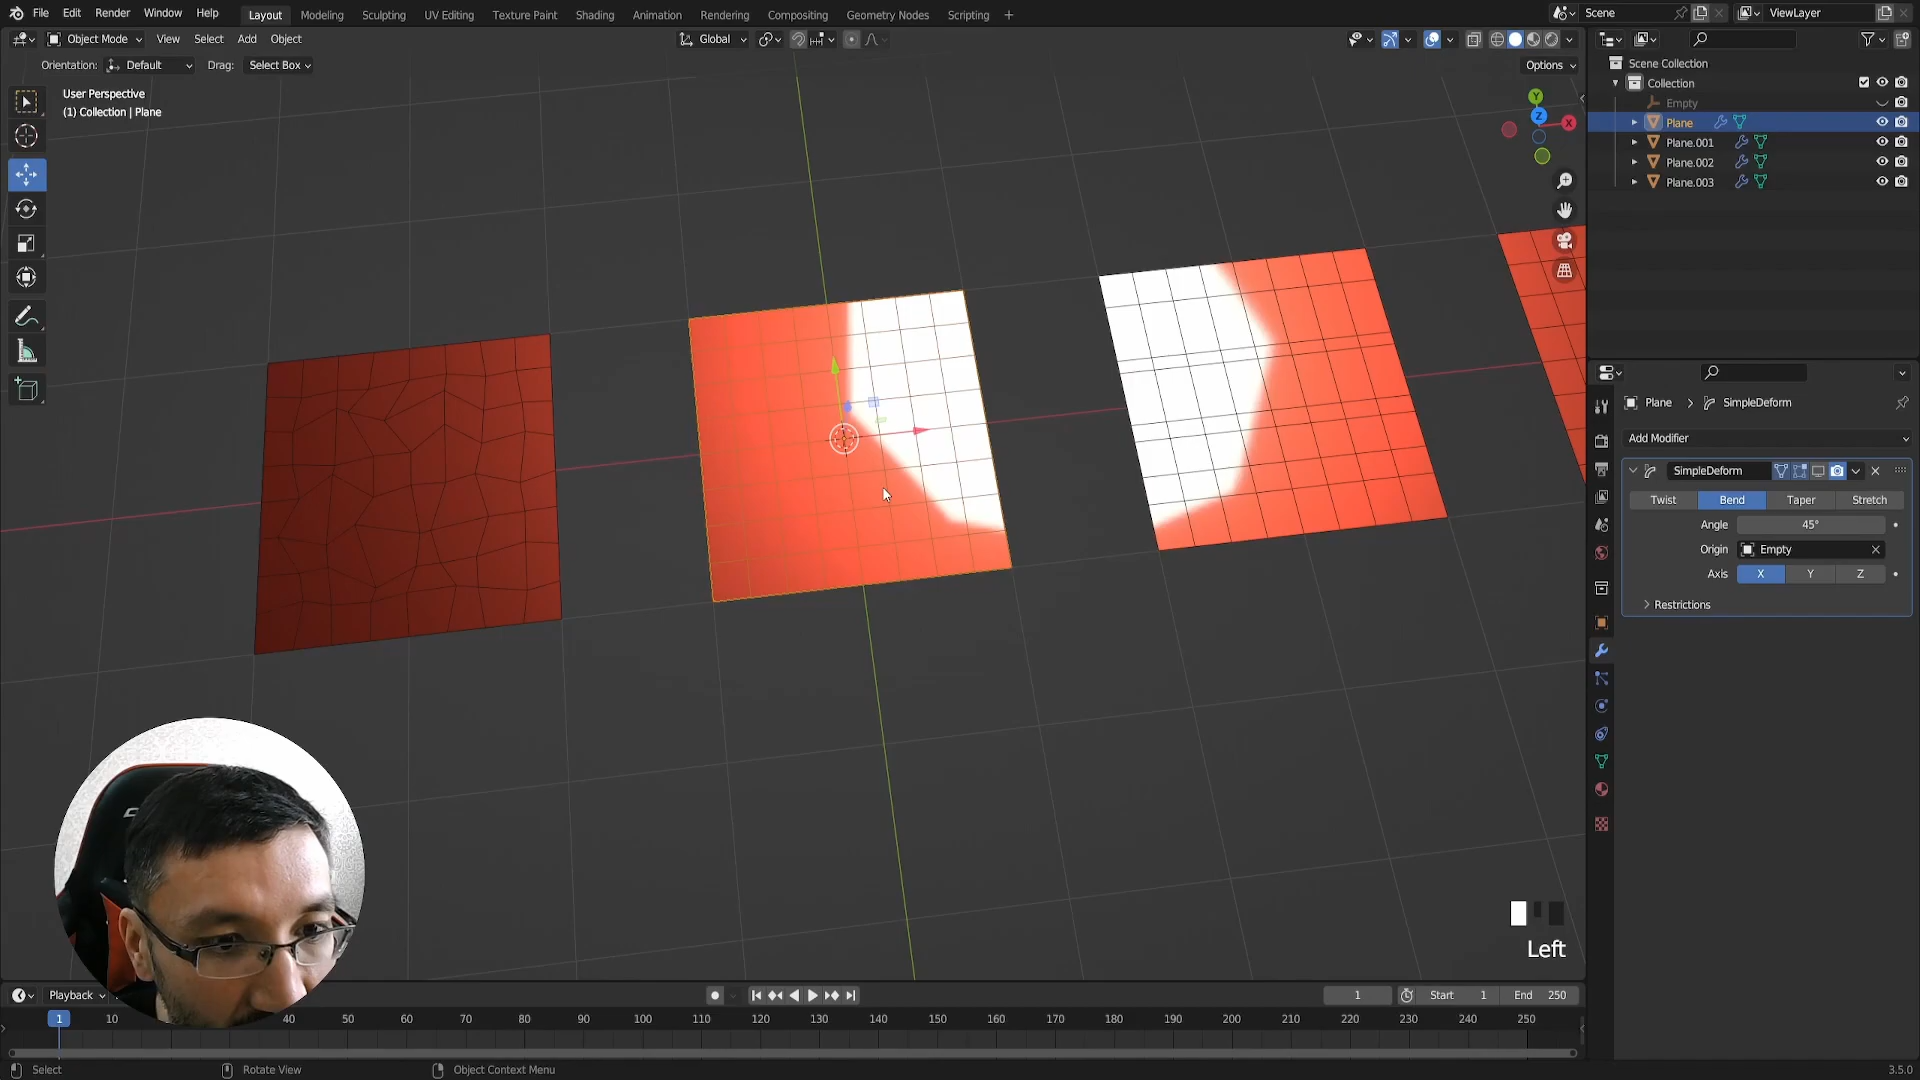 File Edit Render Window Help
Layout Modeling Sculpting UV Editing Texture Paint Shading Animation Rendering Compositing Geometry Nodes Scripting +
Scene
ViewLayer
Object Mode View Select Add Object
Global
Orientation: Default Drag: Select Box
Options
User Perspective
(1) Collection | Plane
Y
Z
X
Scene Collection
Collection
Empty
Plane
Plane.001
Plane.002
Plane.003
Plane > SimpleDeform
Add Modifier
SimpleDeform
Twist Bend Taper Stretch
Angle 45°
Origin Empty
Axis X Y Z
Restrictions
Left
Playback
1 Start 1 End 250
1 10 40 50 60 70 80 90 100 110 120 130 140 150 160 170 180 190 200 210 220 230 240 250
Select Rotate View Object Context Menu 3.5.0